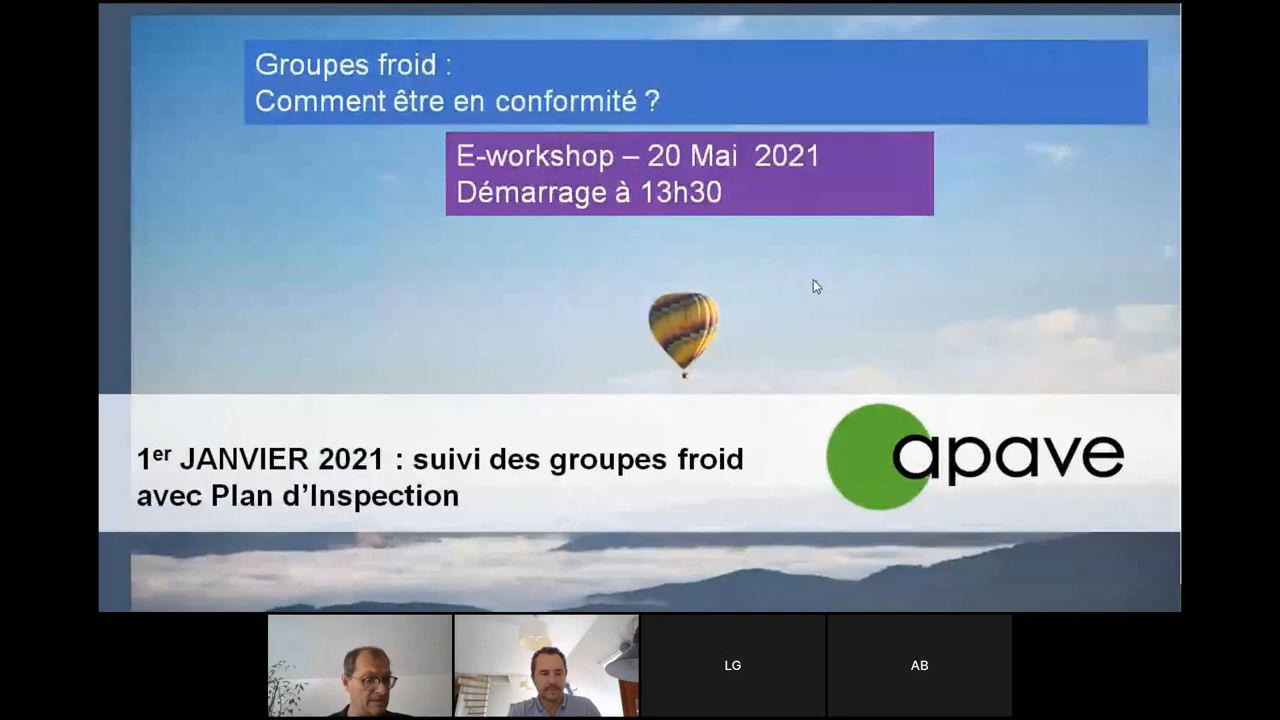 Groupes froid :
Comment être en conformité ?
E-workshop – 20 Mai 2021
Démarrage à 13h30
1er JANVIER 2021 : suivi des groupes froid
avec Plan d'Inspection
apave
LG
AB